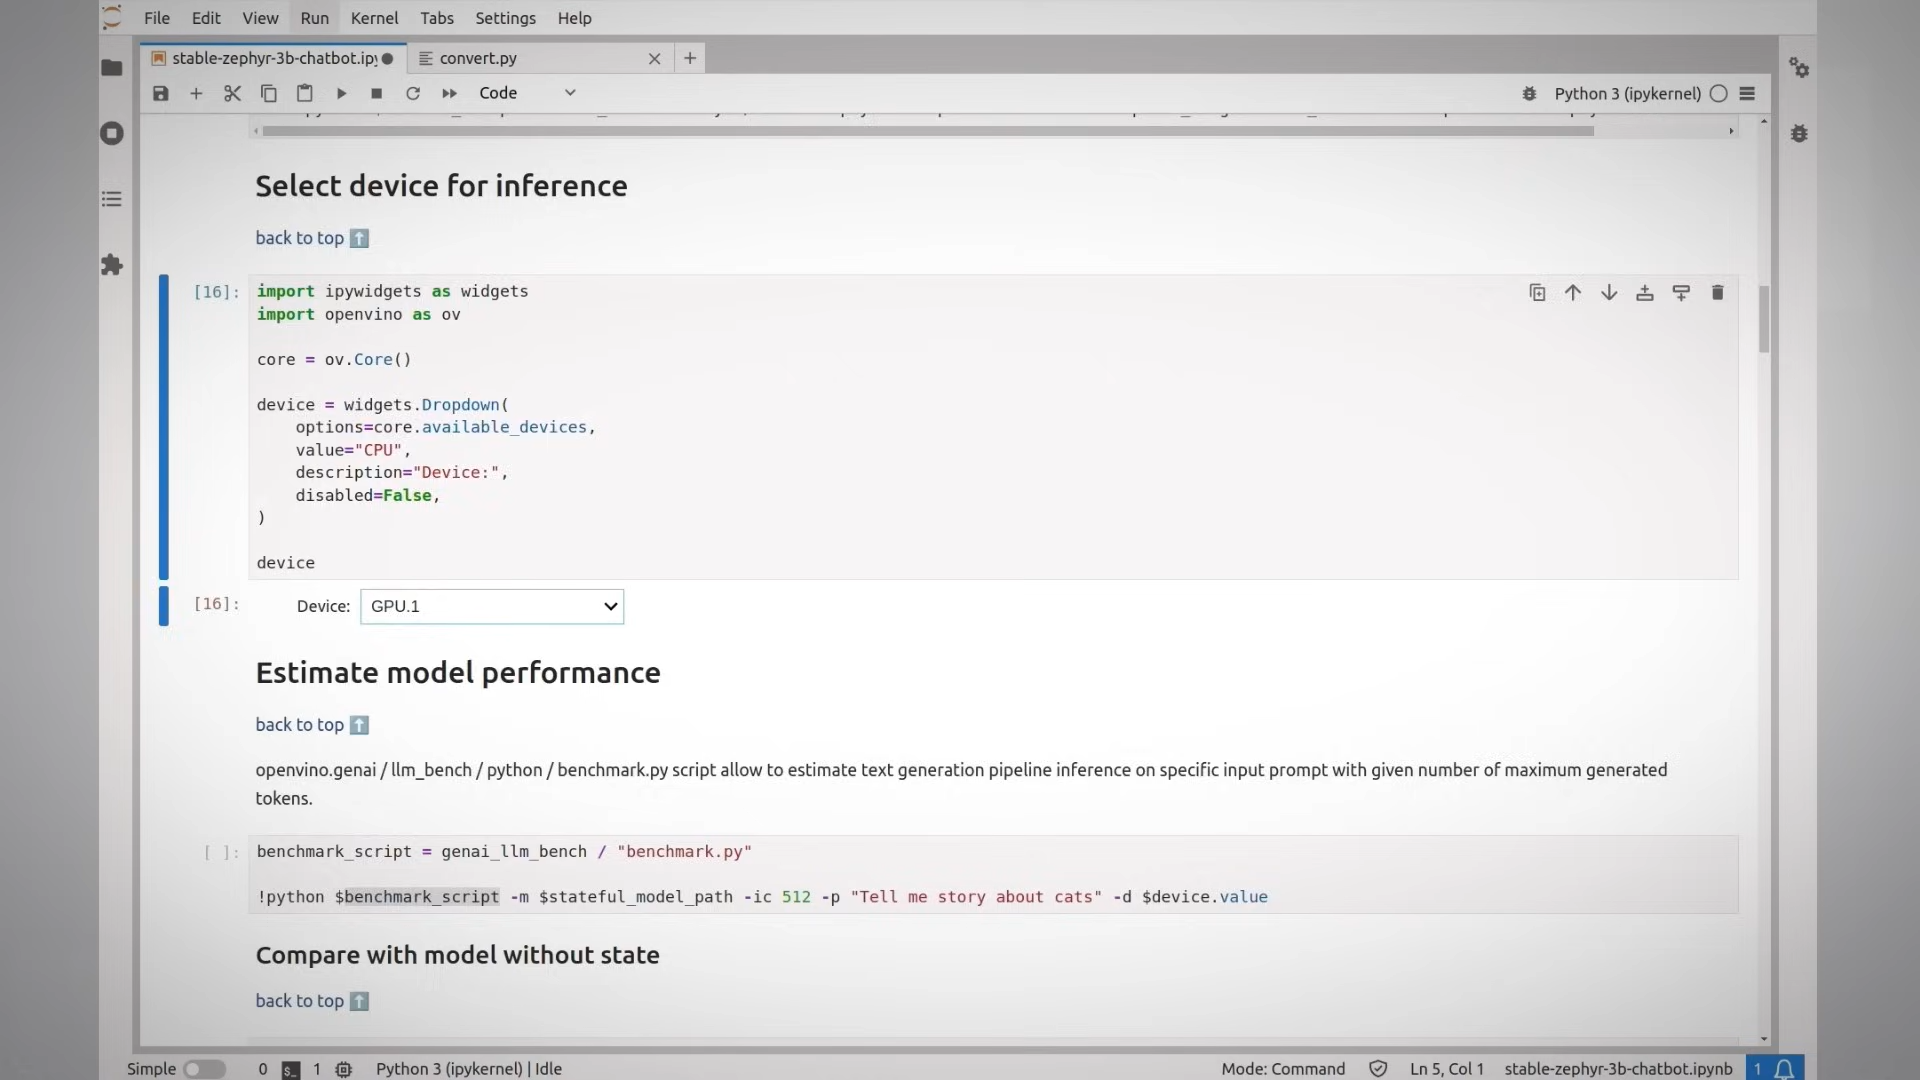 File Edit View Run Kernel Tabs Settings Help
stable-zephyr-3b-chatbot.ipy convert.py
Code Python 3 (ipykernel)
Select device for inference
back to top
[16]: import ipywidgets as widgets
import openvino as ov
core = ov.Core()
device = widgets.Dropdown(
options=core.available_devices,
value="CPU",
description="Device:",
disabled=False,
)
device
[16]: Device: GPU.1
Estimate model performance
back to top
openvino.genai / llm_bench / python / benchmark.py script allow to estimate text generation pipeline inference on specific input prompt with given number of maximum generated
tokens.
[ ]: benchmark_script = genai_llm_bench / "benchmark.py"
!python $benchmark_script -m $stateful_model_path -ic 512 -p "Tell me story about cats" -d $device.value
Compare with model without state
back to top
Simple 0 $_ 1 Python 3 (ipykernel) | Idle Mode: Command Ln 5, Col 1 stable-zephyr-3b-chatbot.ipynb 1